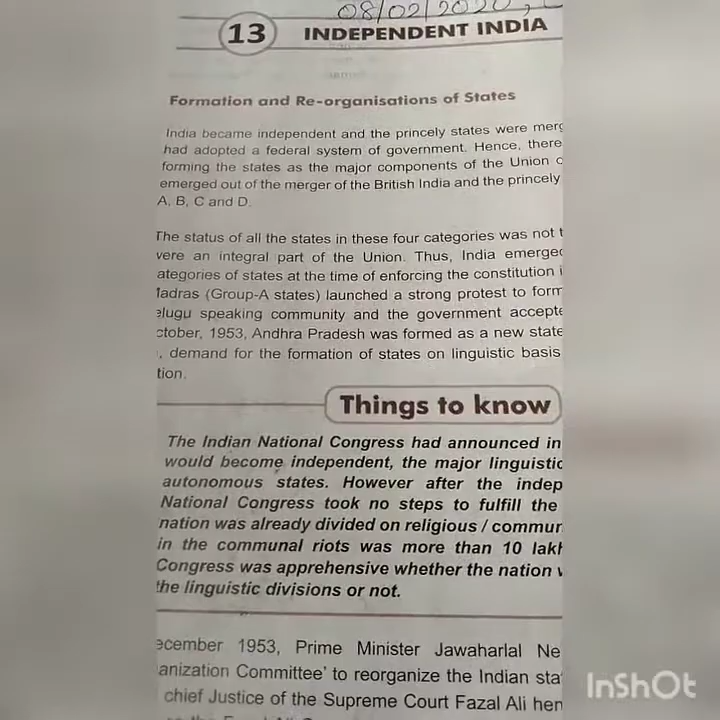 08/02/2020,
13 INDEPENDENT INDIA
Formation and Re-organisations of States
India became independent and the princely states were merg
had adopted a federal system of government. Hence, there
forming the states as the major components of the Union o
emerged out of the merger of the British India and the princely
A, B, C and D.
The status of all the states in these four categories was not t
were an integral part of the Union. Thus, India emerged
ategories of states at the time of enforcing the constitution i
Madras (Group-A states) launched a strong protest to form
elugu speaking community and the government accepte
ctober, 1953, Andhra Pradesh was formed as a new state
, demand for the formation of states on linguistic basis
tion.
Things to know
The Indian National Congress had announced in
would become independent, the major linguistic
autonomous states. However after the indep
National Congress took no steps to fulfill the
nation was already divided on religious / commun
in the communal riots was more than 10 lakh
Congress was apprehensive whether the nation w
the linguistic divisions or not.
ecember 1953, Prime Minister Jawaharlal Ne
anization Committee' to reorganize the Indian sta
chief Justice of the Supreme Court Fazal Ali hen
InShOt